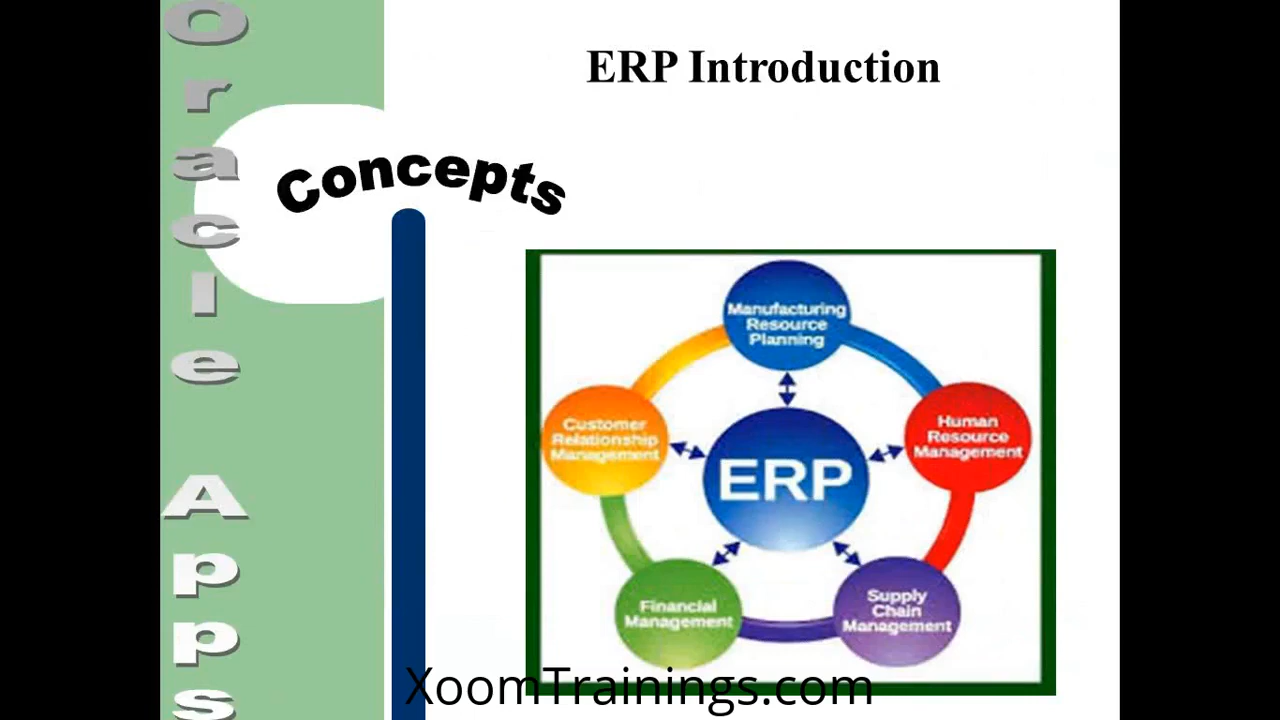 Oracle Apps
ERP Introduction
Concepts
Manufacturing
Resource
Planning
Customer
Relationship
Management
Human
Resource
Management
ERP
Financial
Management
Supply
Chain
Management
XoomTrainings.com